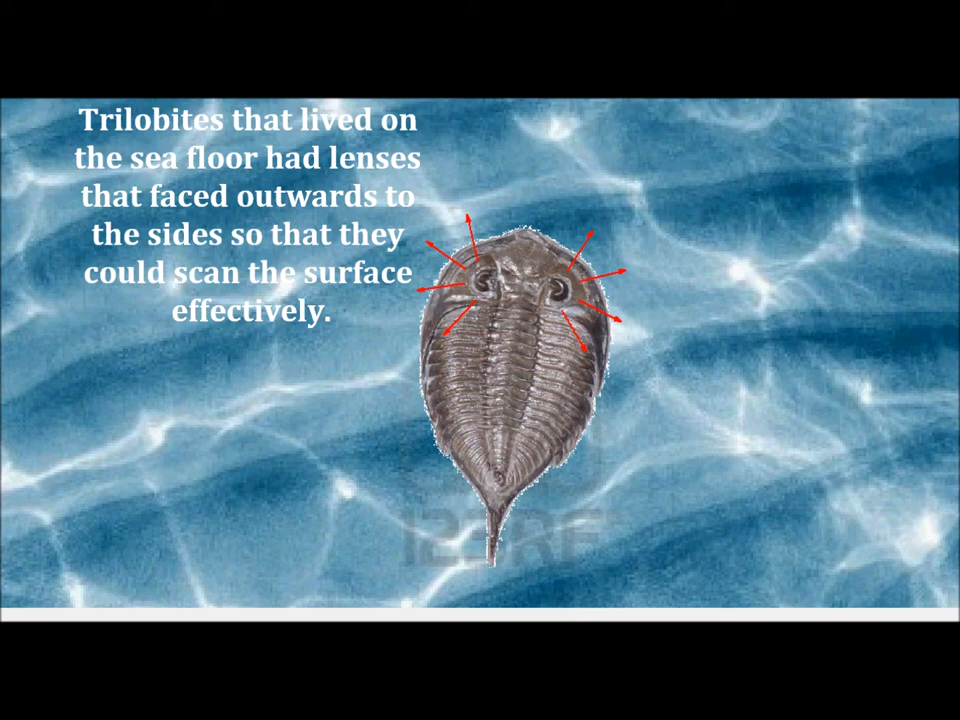 Trilobites that lived on
the sea floor had lenses
that faced outwards to
the sides so that they
could scan the surface
effectively.
123RF